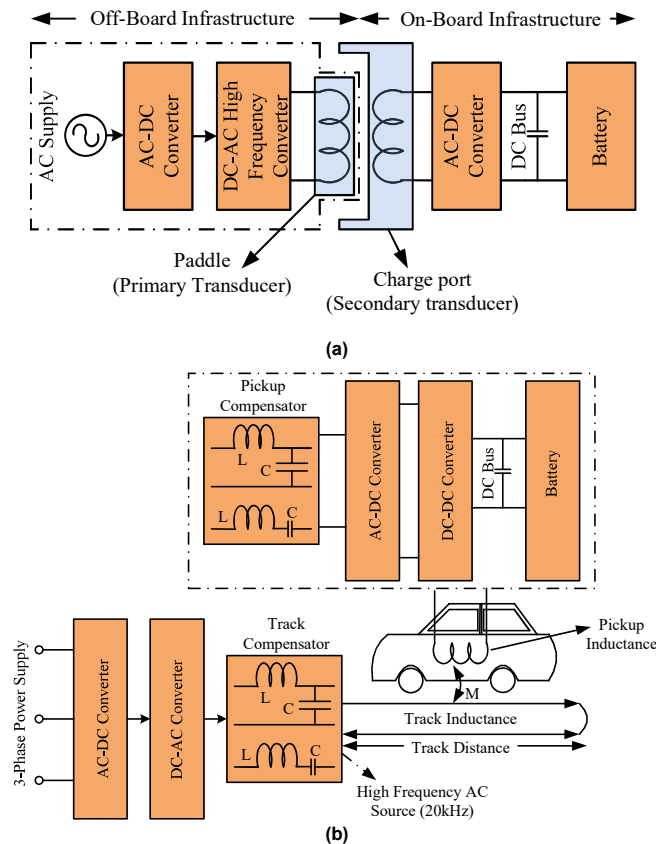 Off-Board Infrastructure
On-Board Infrastructure
AC Supply
AC-DC
Converter
DC-AC High
Frequency
Converter
AC-DC
Converter
DC Bus
Battery
Paddle
(Primary Transducer)
Charge port
(Secondary transducer)
(a)
Pickup
Compensator
L
C
L
C
AC-DC Converter
DC-DC Converter
DC Bus
Battery
3-Phase Power Supply
AC-DC Converter
DC-AC Converter
Track
Compensator
L
C
L
C
Pickup
Inductance
M
Track Inductance
Track Distance
High Frequency AC
Source (20kHz)
(b)